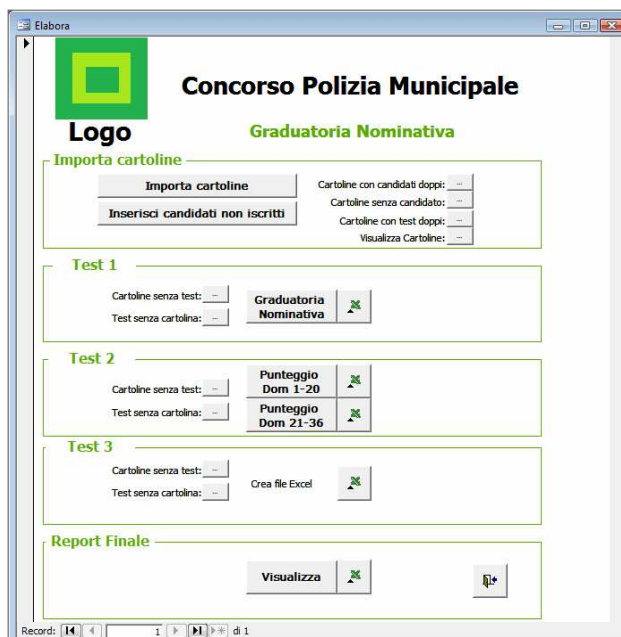 Elabora
Logo
Concorso Polizia Municipale
Graduatoria Nominativa
Importa cartoline
Importa cartoline
Inserisci candidati non iscritti
Cartoline con candidati doppi: ...
Cartoline senza candidato: ...
Cartoline con test doppi: ...
Visualizza Cartoline: ...
Test 1
Cartoline senza test: ...
Test senza cartolina: ...
Graduatoria
Nominativa
Test 2
Cartoline senza test: ...
Test senza cartolina: ...
Punteggio
Dom 1-20
Punteggio
Dom 21-36
Test 3
Cartoline senza test: ...
Test senza cartolina: ...
Crea file Excel
Report Finale
Visualizza
Record: 1 di 1